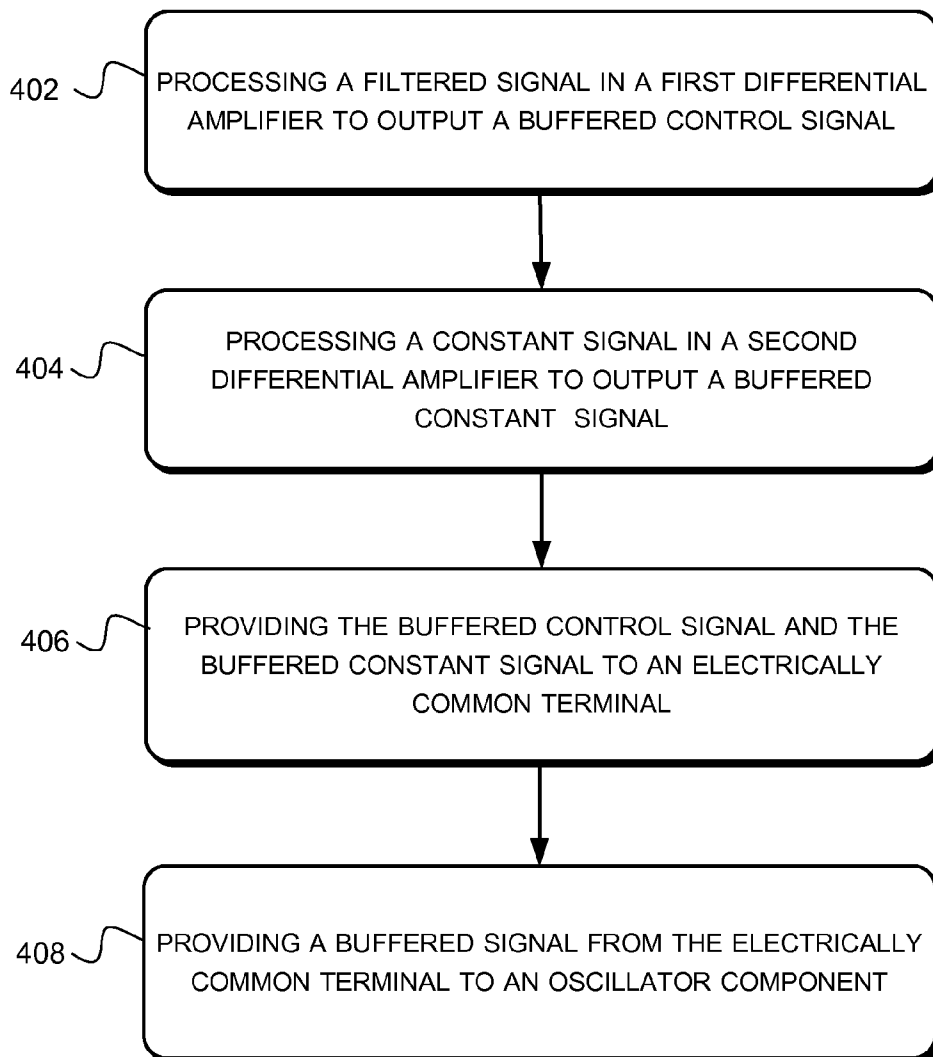 402
PROCESSING A FILTERED SIGNAL IN A FIRST DIFFERENTIAL
AMPLIFIER TO OUTPUT A BUFFERED CONTROL SIGNAL
404
PROCESSING A CONSTANT SIGNAL IN A SECOND
DIFFERENTIAL AMPLIFIER TO OUTPUT A BUFFERED
CONSTANT SIGNAL
406
PROVIDING THE BUFFERED CONTROL SIGNAL AND THE
BUFFERED CONSTANT SIGNAL TO AN ELECTRICALLY
COMMON TERMINAL
408
PROVIDING A BUFFERED SIGNAL FROM THE ELECTRICALLY
COMMON TERMINAL TO AN OSCILLATOR COMPONENT